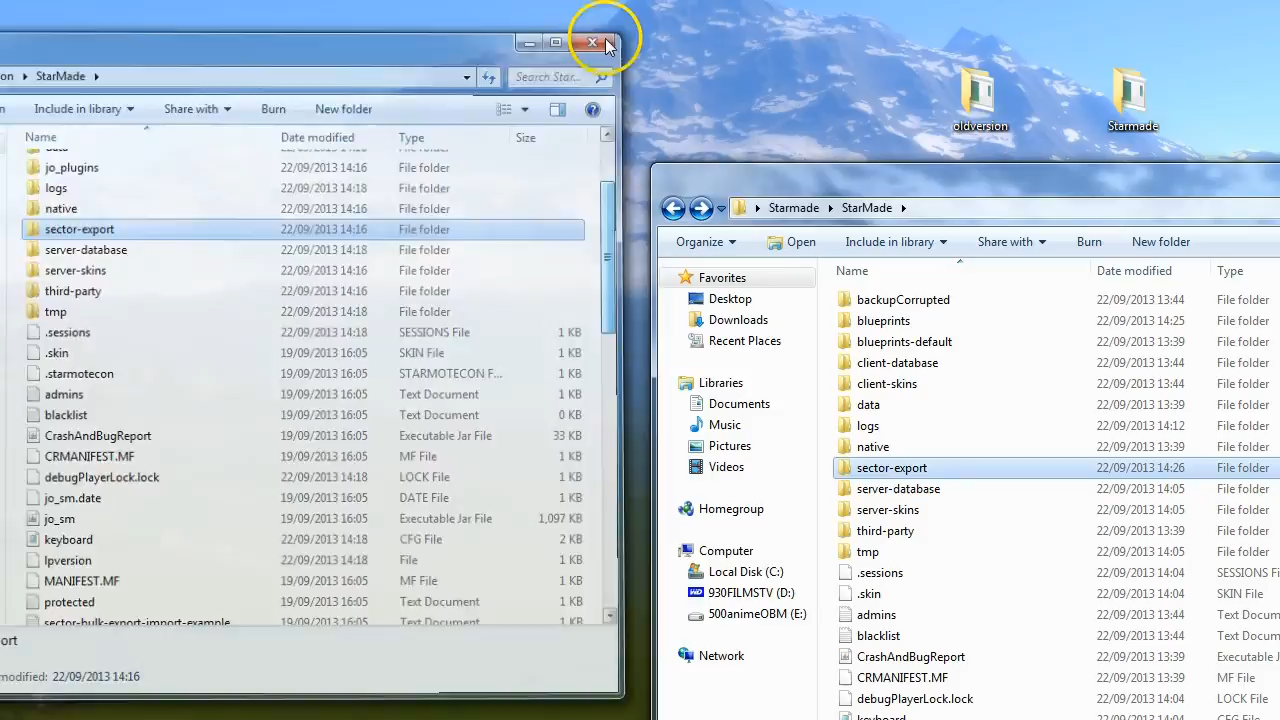 oldversion
Starmade
on ▸ StarMade ▸
Search Star...
Include in library
Share with
Burn
New folder
Name
Date modified
Type
Size
jo_plugins 22/09/2013 14:16 File folder
logs 22/09/2013 14:18 File folder
native 22/09/2013 14:16 File folder
sector-export 22/09/2013 14:16 File folder
server-database 22/09/2013 14:18 File folder
server-skins 22/09/2013 14:16 File folder
third-party 22/09/2013 14:16 File folder
tmp 22/09/2013 14:18 File folder
.sessions 22/09/2013 14:18 SESSIONS File 1 KB
.skin 19/09/2013 16:05 SKIN File 1 KB
.starmotecon 19/09/2013 16:05 STARMOTECON F... 1 KB
admins 19/09/2013 16:05 Text Document 1 KB
blacklist 19/09/2013 16:05 Text Document 0 KB
CrashAndBugReport 19/09/2013 16:05 Executable Jar File 33 KB
CRMANIFEST.MF 19/09/2013 16:05 MF File 1 KB
debugPlayerLock.lock 22/09/2013 14:18 LOCK File 1 KB
jo_sm.date 19/09/2013 16:05 DATE File 1 KB
jo_sm 19/09/2013 16:05 Executable Jar File 1,097 KB
keyboard 22/09/2013 14:18 CFG File 2 KB
lpversion 22/09/2013 14:18 File 1 KB
MANIFEST.MF 19/09/2013 16:05 MF File 1 KB
protected 19/09/2013 16:05 Text Document 1 KB
sector-bulk-export-import-example
ort
modified: 22/09/2013 14:16
Starmade ▸ StarMade ▸
Organize
Open
Include in library
Share with
Burn
New folder
Favorites
Desktop
Downloads
Recent Places
Libraries
Documents
Music
Pictures
Videos
Homegroup
Computer
Local Disk (C:)
930FILMSTV (D:)
500animeOBM (E:)
Network
Name
Date modified
Type
backupCorrupted 22/09/2013 13:44 File folder
blueprints 22/09/2013 14:25 File folder
blueprints-default 22/09/2013 13:39 File folder
client-database 22/09/2013 13:44 File folder
client-skins 22/09/2013 13:44 File folder
data 22/09/2013 13:44 File folder
logs 22/09/2013 14:12 File folder
native 22/09/2013 13:39 File folder
sector-export 22/09/2013 14:26 File folder
server-database 22/09/2013 14:05 File folder
server-skins 22/09/2013 14:05 File folder
third-party 22/09/2013 13:39 File folder
tmp 22/09/2013 14:05 File folder
.sessions 22/09/2013 14:05 SESSIONS F
.skin 22/09/2013 13:44 SKIN File
admins 22/09/2013 13:44 Text Docum
blacklist 22/09/2013 13:44 Text Docum
CrashAndBugReport 22/09/2013 13:39 Executable J
CRMANIFEST.MF 22/09/2013 13:39 MF File
debugPlayerLock.lock 22/09/2013 14:04 LOCK File
keyboard 22/09/2013 14:04